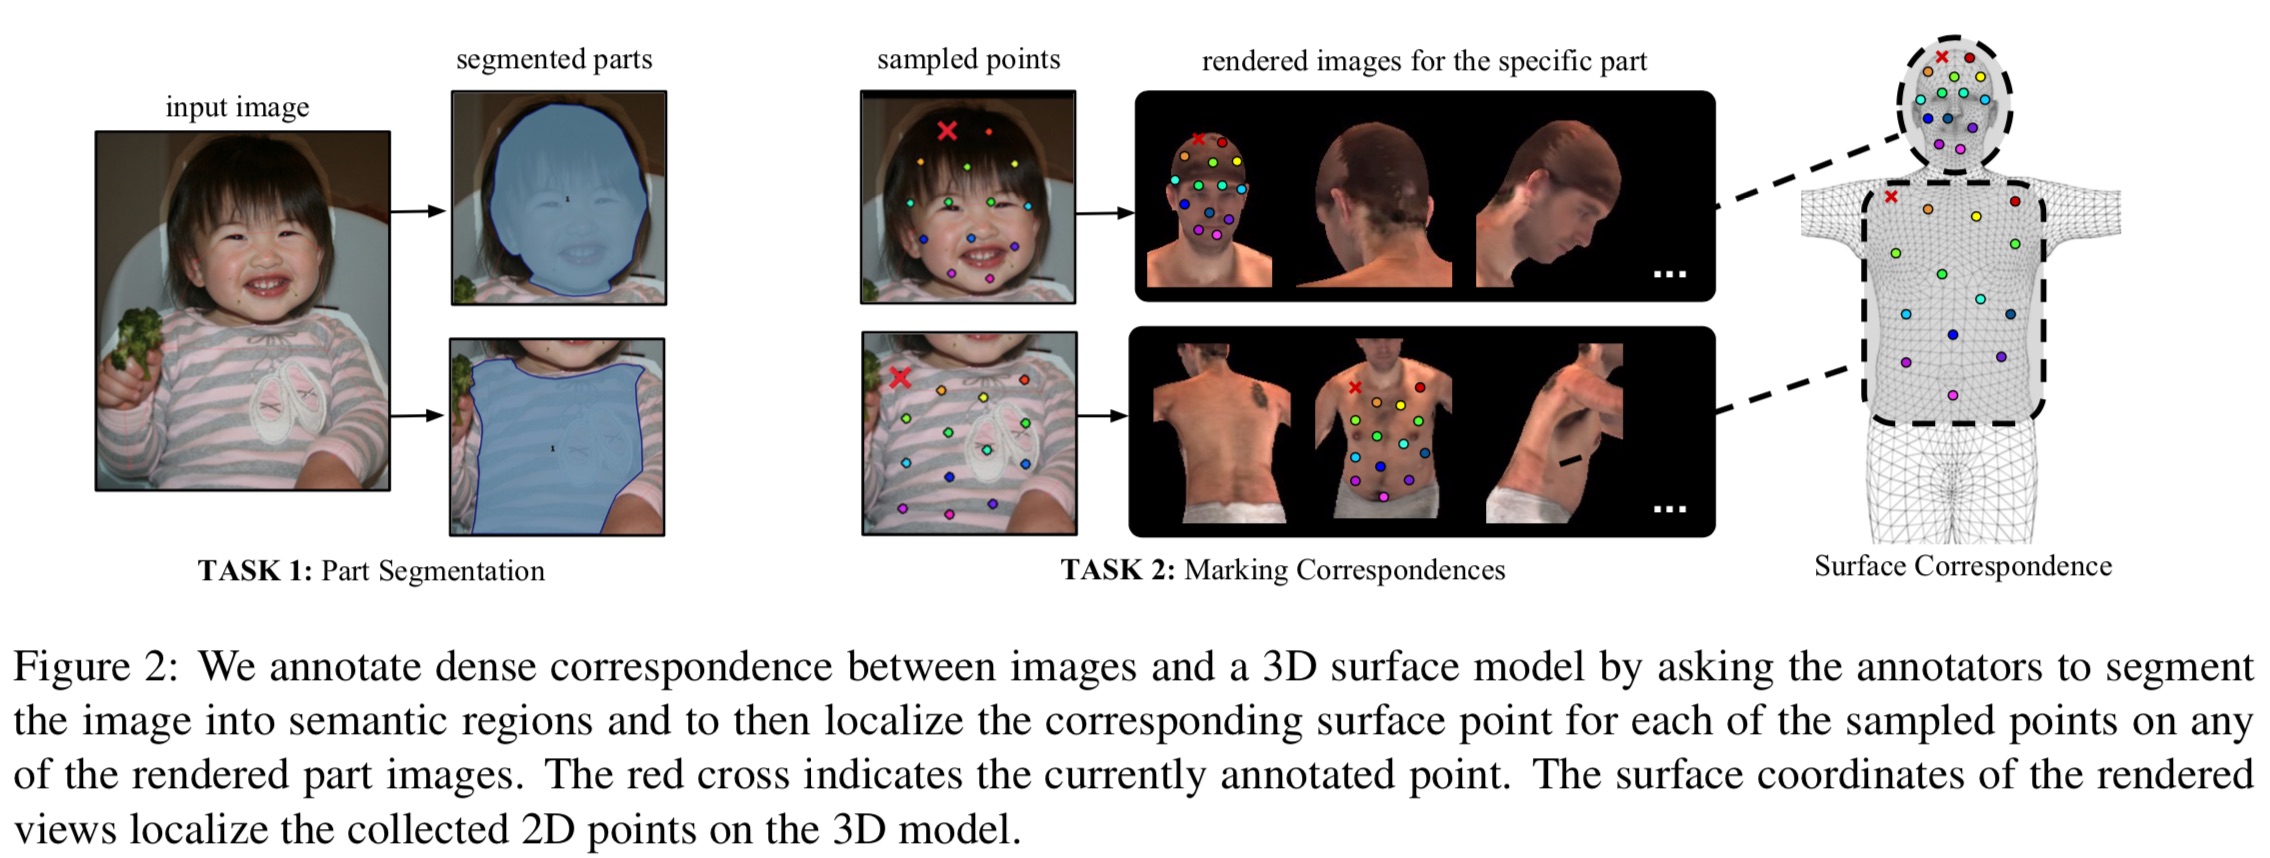 segmented parts
sampled points
rendered images for the specific part
input image
1
1
...
...
TASK 1: Part Segmentation
TASK 2: Marking Correspondences
Surface Correspondence
Figure 2: We annotate dense correspondence between images and a 3D surface model by asking the annotators to segment
the image into semantic regions and to then localize the corresponding surface point for each of the sampled points on any
of the rendered part images. The red cross indicates the currently annotated point. The surface coordinates of the rendered
views localize the collected 2D points on the 3D model.